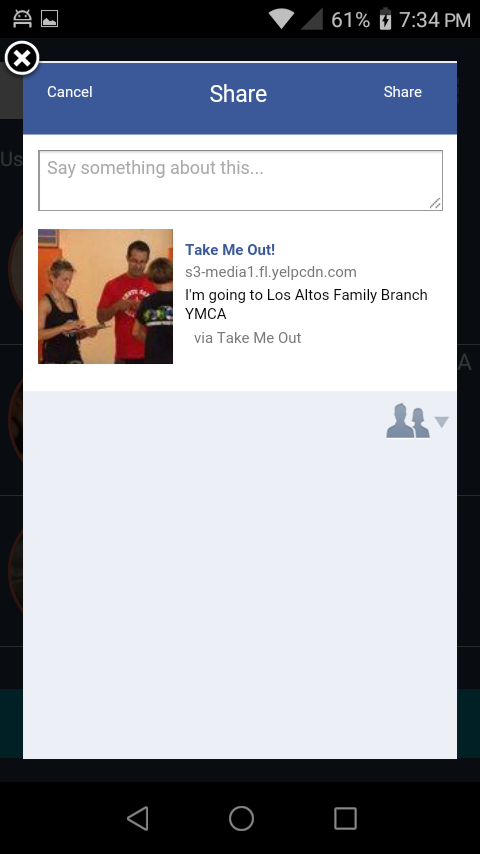 61% 7:34 PM
Cancel Share Share
Us
Say something about this...
Take Me Out!
s3-media1.fl.yelpcdn.com
I'm going to Los Altos Family Branch
YMCA
via Take Me Out
A